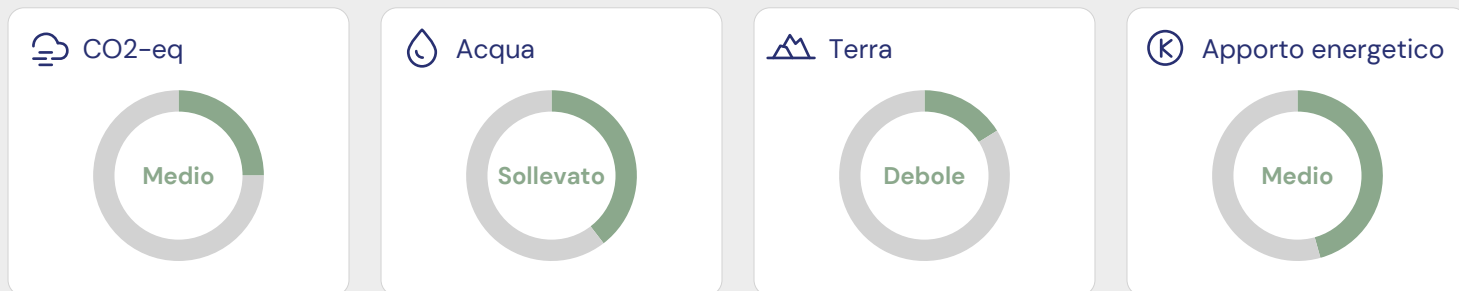 CO2-eq
Medio
Acqua
Sollevato
Terra
Debole
Apporto energetico
Medio